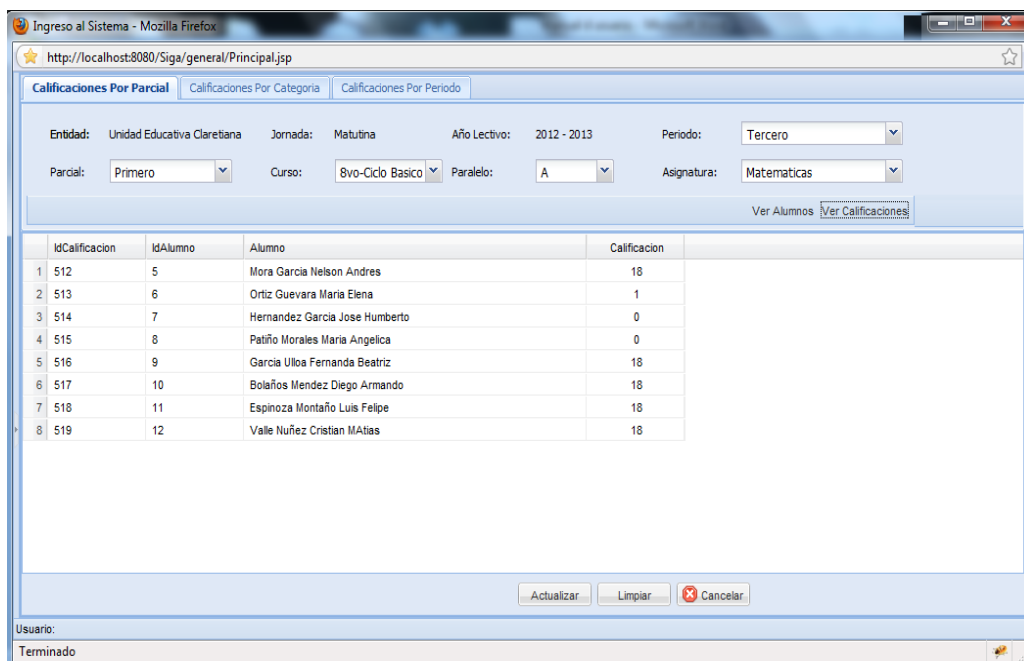 Ingreso al Sistema - Mozilla Firefox
http://localhost:8080/Siga/general/Principal.jsp
Calificaciones Por Parcial Calificaciones Por Categoria Calificaciones Por Periodo
Entidad: Unidad Educativa Claretiana Jornada: Matutina Año Lectivo: 2012 - 2013 Periodo: Tercero
Parcial: Primero Curso: 8vo-Ciclo Basico Paralelo: A Asignatura: Matematicas
Ver Alumnos Ver Calificaciones
IdCalificacion IdAlumno Alumno Calificacion
1 512 5 Mora Garcia Nelson Andres 18
2 513 6 Ortiz Guevara Maria Elena 1
3 514 7 Hernandez Garcia Jose Humberto 0
4 515 8 Patiño Morales Maria Angelica 0
5 516 9 Garcia Ulloa Fernanda Beatriz 18
6 517 10 Bolaños Mendez Diego Armando 18
7 518 11 Espinoza Montaño Luis Felipe 18
8 519 12 Valle Nuñez Cristian MAtias 18
Actualizar Limpiar Cancelar
Usuario:
Terminado